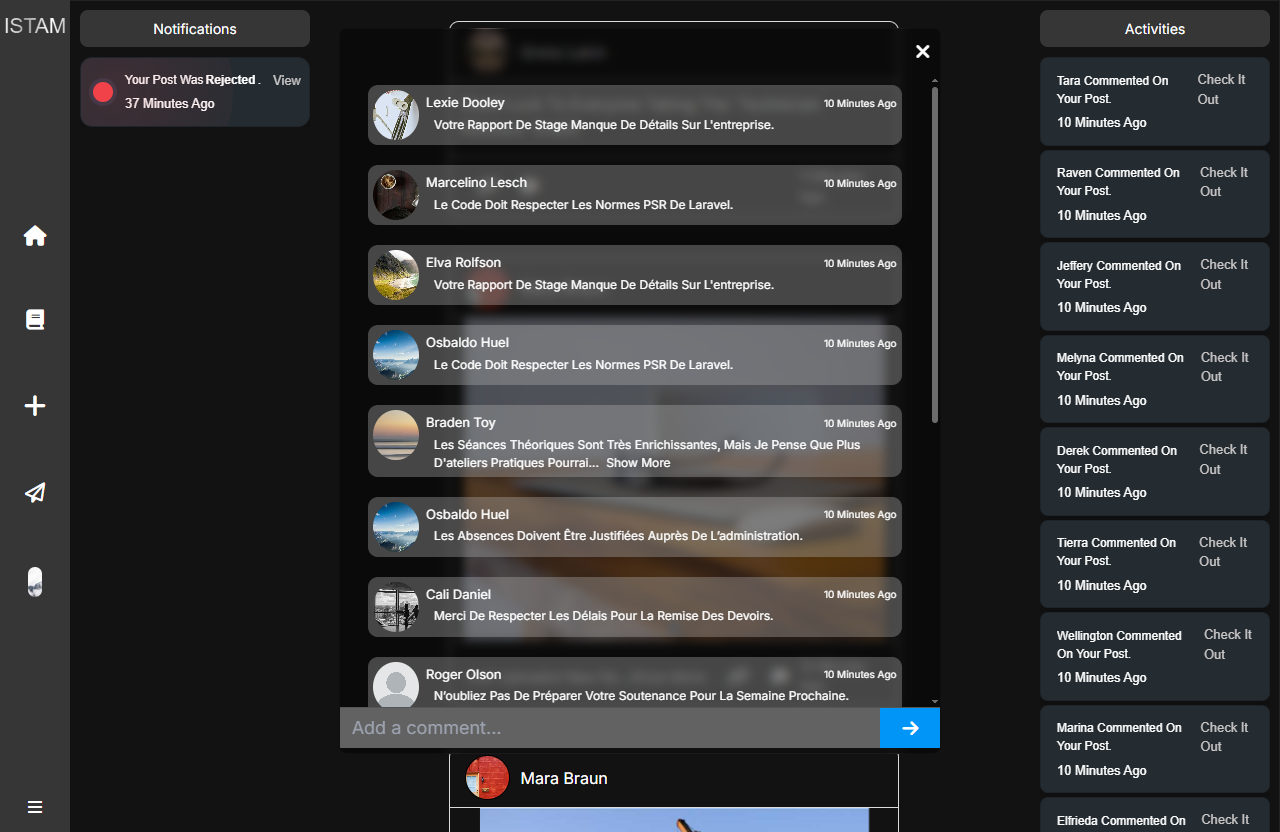 ISTAM
Notifications
Your Post Was Rejected . View
37 Minutes Ago
Lexie Dooley 10 Minutes Ago
Votre Rapport De Stage Manque De Détails Sur L'entreprise.
Marcelino Lesch 10 Minutes Ago
Le Code Doit Respecter Les Normes PSR De Laravel.
Elva Rolfson 10 Minutes Ago
Votre Rapport De Stage Manque De Détails Sur L'entreprise.
Osbaldo Huel 10 Minutes Ago
Le Code Doit Respecter Les Normes PSR De Laravel.
Braden Toy 10 Minutes Ago
Les Séances Théoriques Sont Très Enrichissantes, Mais Je Pense Que Plus
D'ateliers Pratiques Pourrai... Show More
Osbaldo Huel 10 Minutes Ago
Les Absences Doivent Être Justifiées Auprès De L'administration.
Cali Daniel 10 Minutes Ago
Merci De Respecter Les Délais Pour La Remise Des Devoirs.
Roger Olson 10 Minutes Ago
N'oubliez Pas De Préparer Votre Soutenance Pour La Semaine Prochaine.
Add a comment...
Mara Braun
Activities
Tara Commented On
Your Post.
Check It
Out
10 Minutes Ago
Raven Commented On
Your Post.
Check It
Out
10 Minutes Ago
Jeffery Commented On
Your Post.
Check It
Out
10 Minutes Ago
Melyna Commented On
Your Post.
Check It
Out
10 Minutes Ago
Derek Commented On
Your Post.
Check It
Out
10 Minutes Ago
Tierra Commented On
Your Post.
Check It
Out
10 Minutes Ago
Wellington Commented
On Your Post.
Check It
Out
10 Minutes Ago
Marina Commented On
Your Post.
Check It
Out
10 Minutes Ago
Elfrieda Commented On
Check It